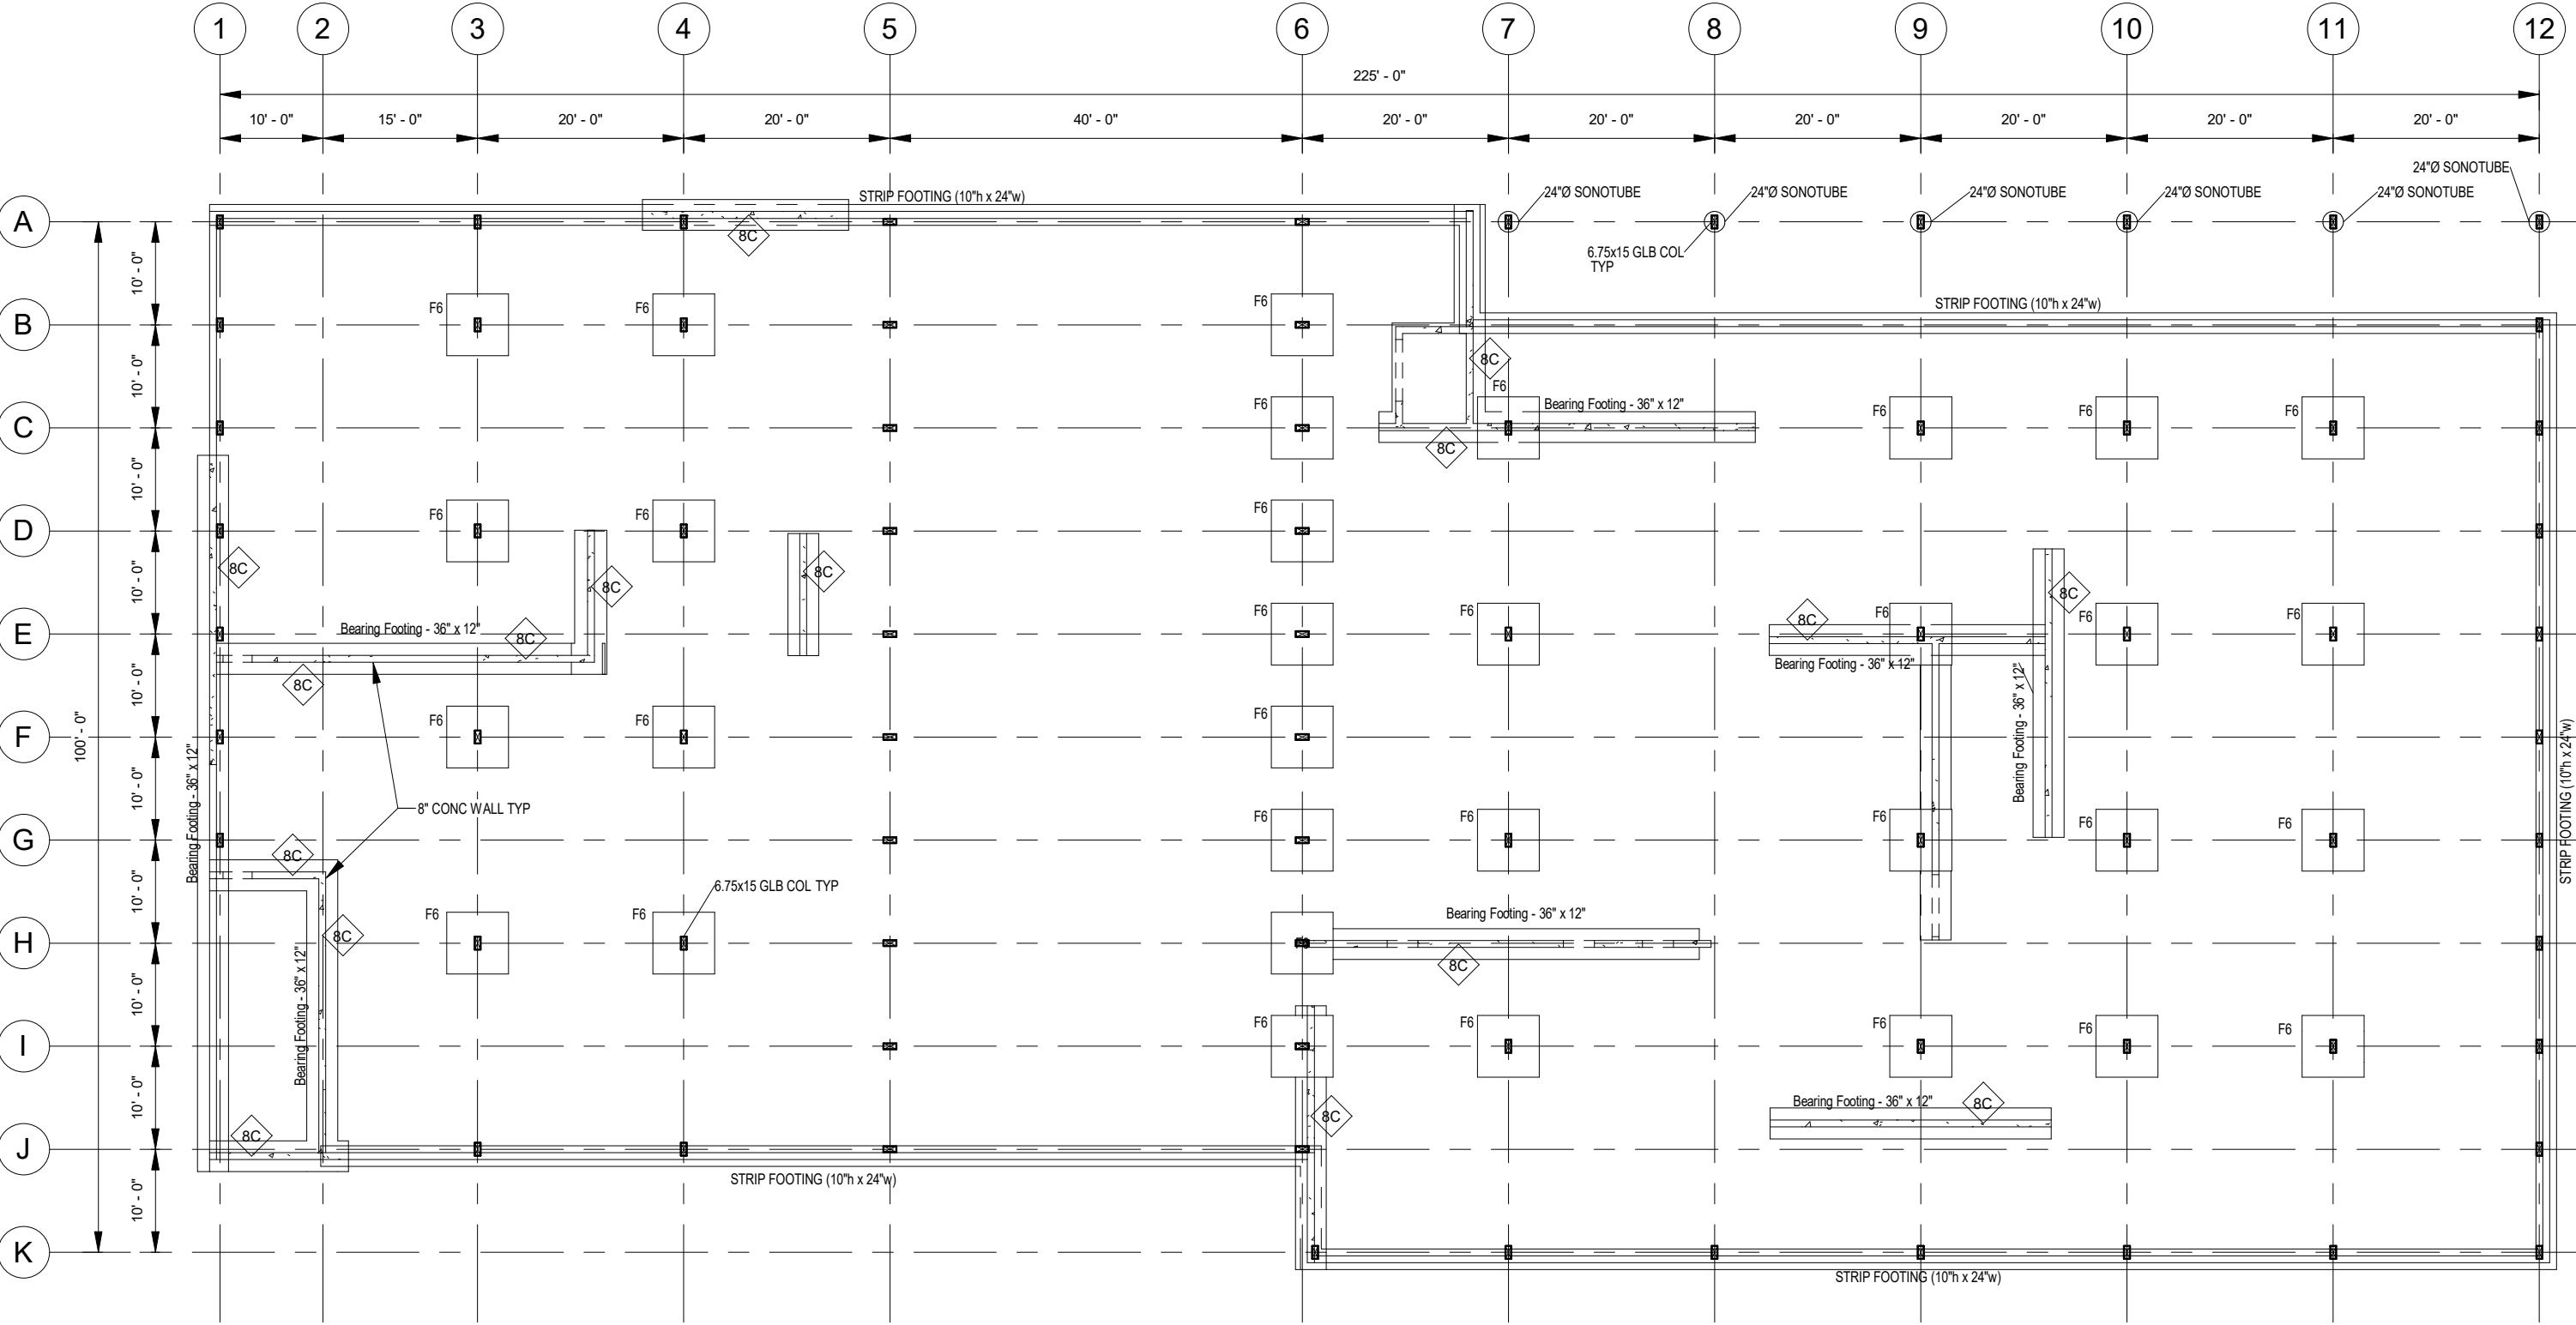 1 2 3 4 5 6 7 8 9 10 11 12
225' - 0"
10' - 0" 15' - 0" 20' - 0" 20' - 0" 40' - 0" 20' - 0" 20' - 0" 20' - 0" 20' - 0" 20' - 0" 20' - 0"
24"Ø SONOTUBE
STRIP FOOTING (10"h x 24"w)
24"Ø SONOTUBE 24"Ø SONOTUBE 24"Ø SONOTUBE 24"Ø SONOTUBE 24"Ø SONOTUBE
A
8C
6.75x15 GLB COL
TYP
10' - 0"
STRIP FOOTING (10"h x 24"w)
F6 F6 F6
B
8C
10' - 0"
F6
F6 Bearing Footing - 36" x 12" F6 F6 F6
C
8C
10' - 0"
F6 F6 F6
D
8C 8C 8C
10' - 0"
8C
F6 F6 8C F6 F6 F6
Bearing Footing - 36" x 12" 8C
E
Bearing Footing - 36" x 12"
8C
10' - 0"
F6 F6 F6
100' - 0"
F
Bearing Footing - 36" x 12"
STRIP FOOTING (10"h x 24"w)
10' - 0"
Bearing Footing - 36" x 12"
8" CONC WALL TYP
F6 F6 F6 F6 F6
G
8C
10' - 0"
6.75x15 GLB COL TYP
F6 F6
Bearing Footing - 36" x 12"
8C
H
8C
10' - 0"
Bearing Footing - 36" x 12"
F6 F6 F6 F6 F6
I
10' - 0"
Bearing Footing - 36" x 12" 8C
8C
8C
J
STRIP FOOTING (10"h x 24"w)
10' - 0"
K
STRIP FOOTING (10"h x 24"w)